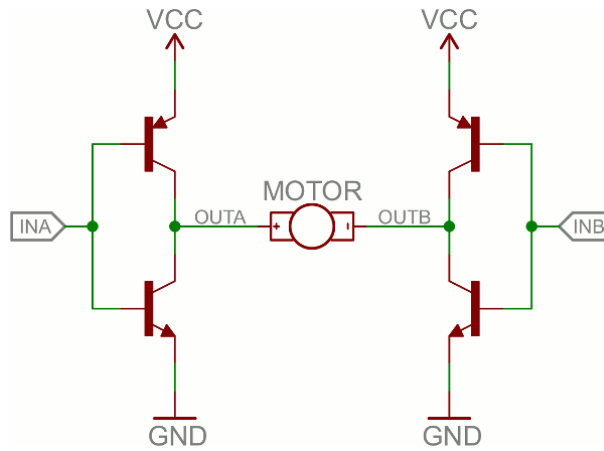 VCC VCC
MOTOR
INA OUTA + - OUTB INB
GND GND